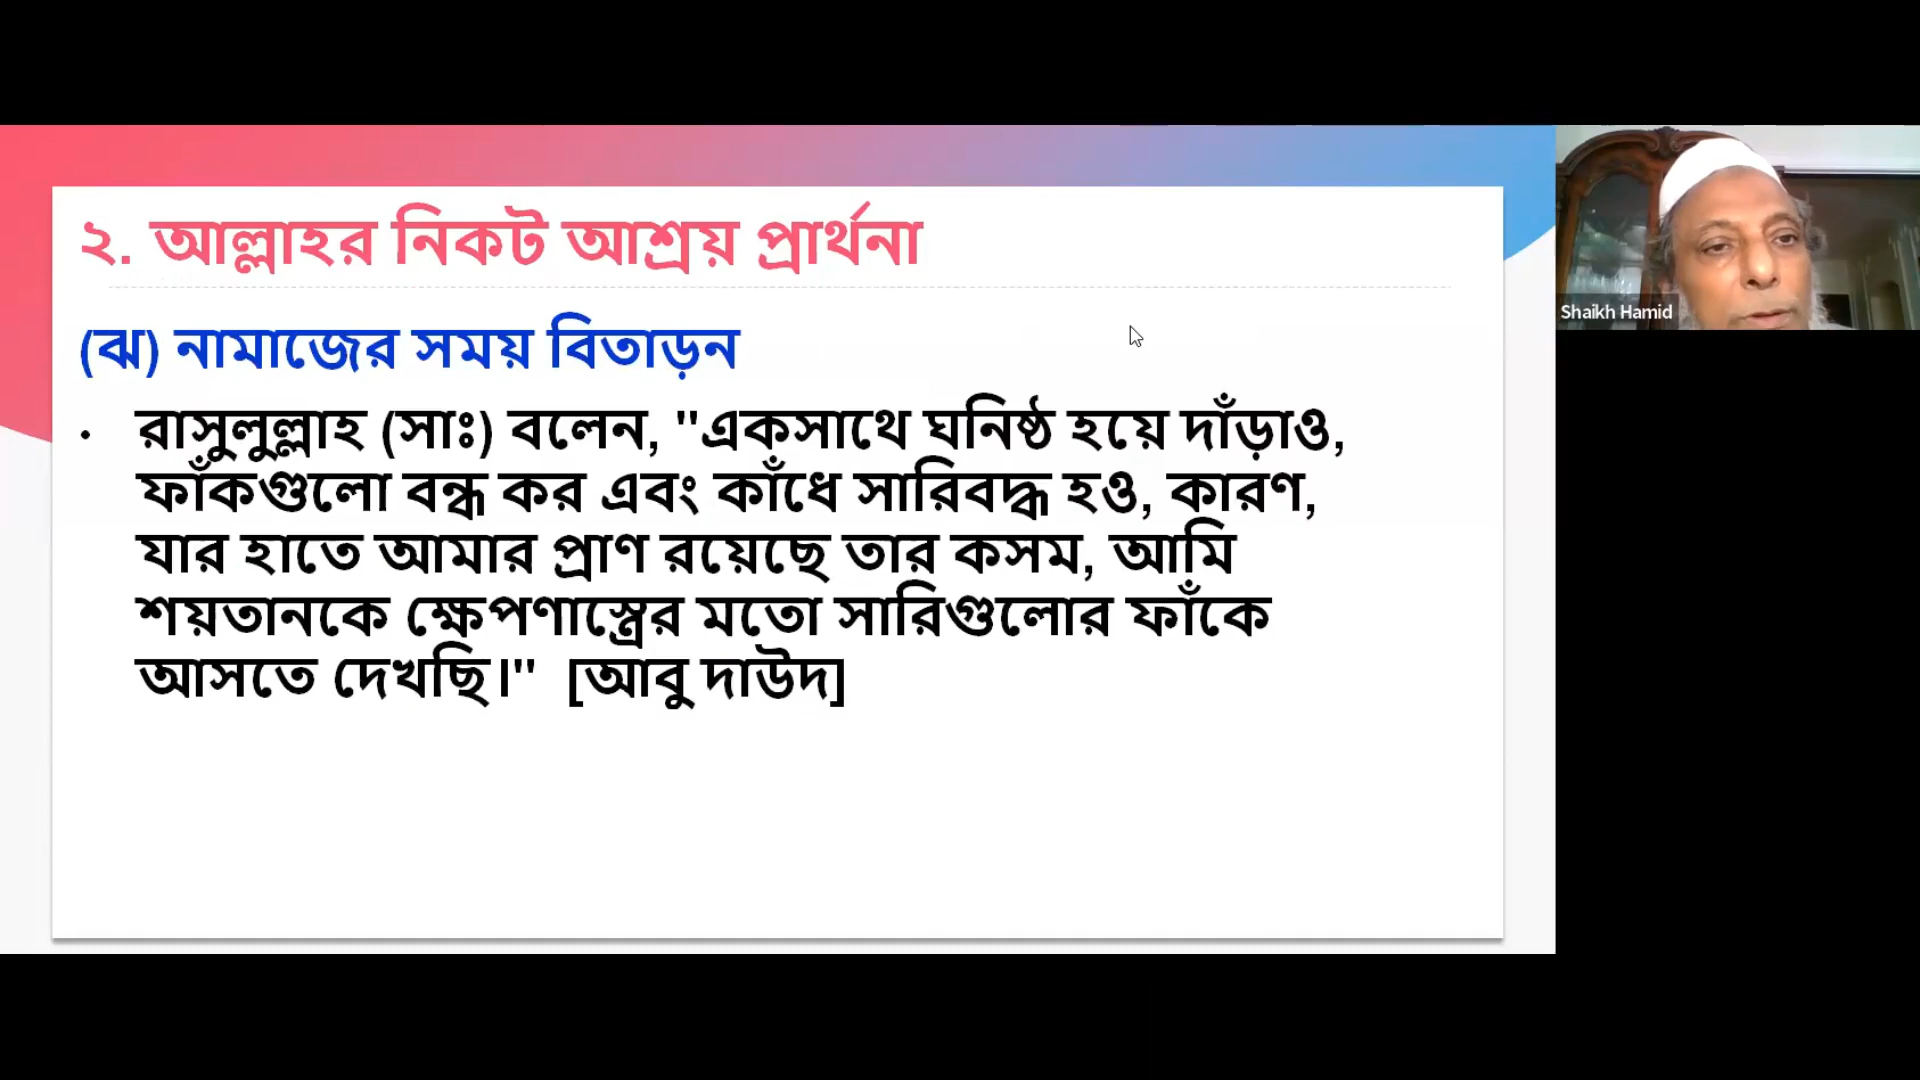 ২. আল্লাহর নিকট আশ্রয় প্রার্থনা
(ঝ) নামাজের সময় বিতাড়ন
• রাসুলুল্লাহ (সাঃ) বলেন, "একসাথে ঘনিষ্ঠ হয়ে দাঁড়াও,
ফাঁকগুলো বন্ধ কর এবং কাঁধে সারিবদ্ধ হও, কারণ,
যার হাতে আমার প্রাণ রয়েছে তার কসম, আমি
শয়তানকে ক্ষেপণাস্ত্রের মতো সারিগুলোর ফাঁকে
আসতে দেখছি।" [আবু দাউদ]
Shaikh Hamid